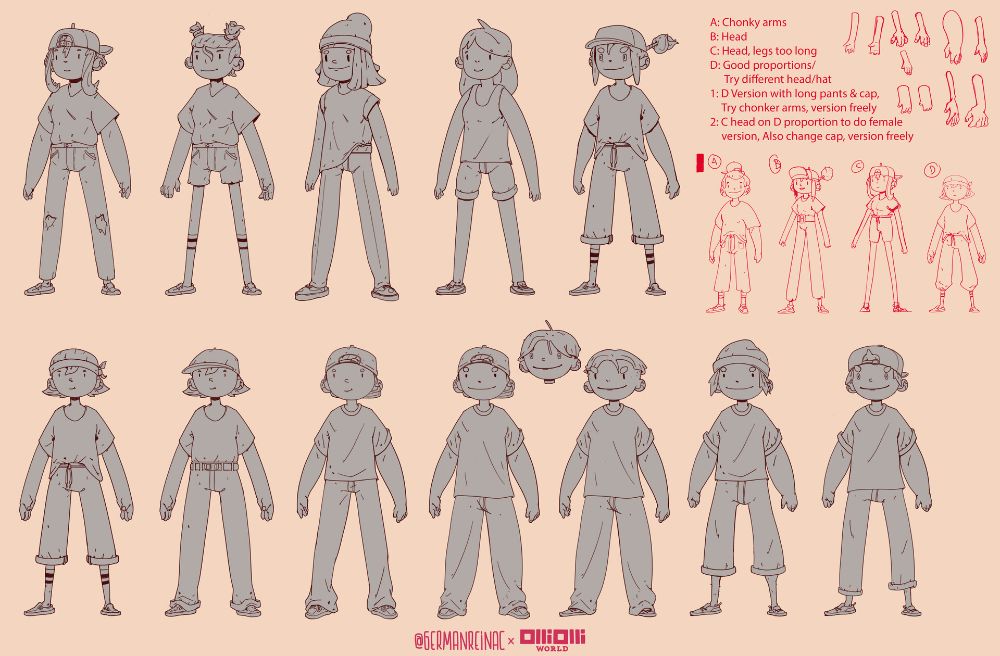 A: Chonky arms
B: Head
C: Head, legs too long
D: Good proportions/
Try different head/hat
1: D Version with long pants & cap,
Try chonker arms, version freely
2: C head on D proportion to do female
version, Also change cap, version freely
A
B
C
D
@GERMANREINAC x OlliOlli
WORLD